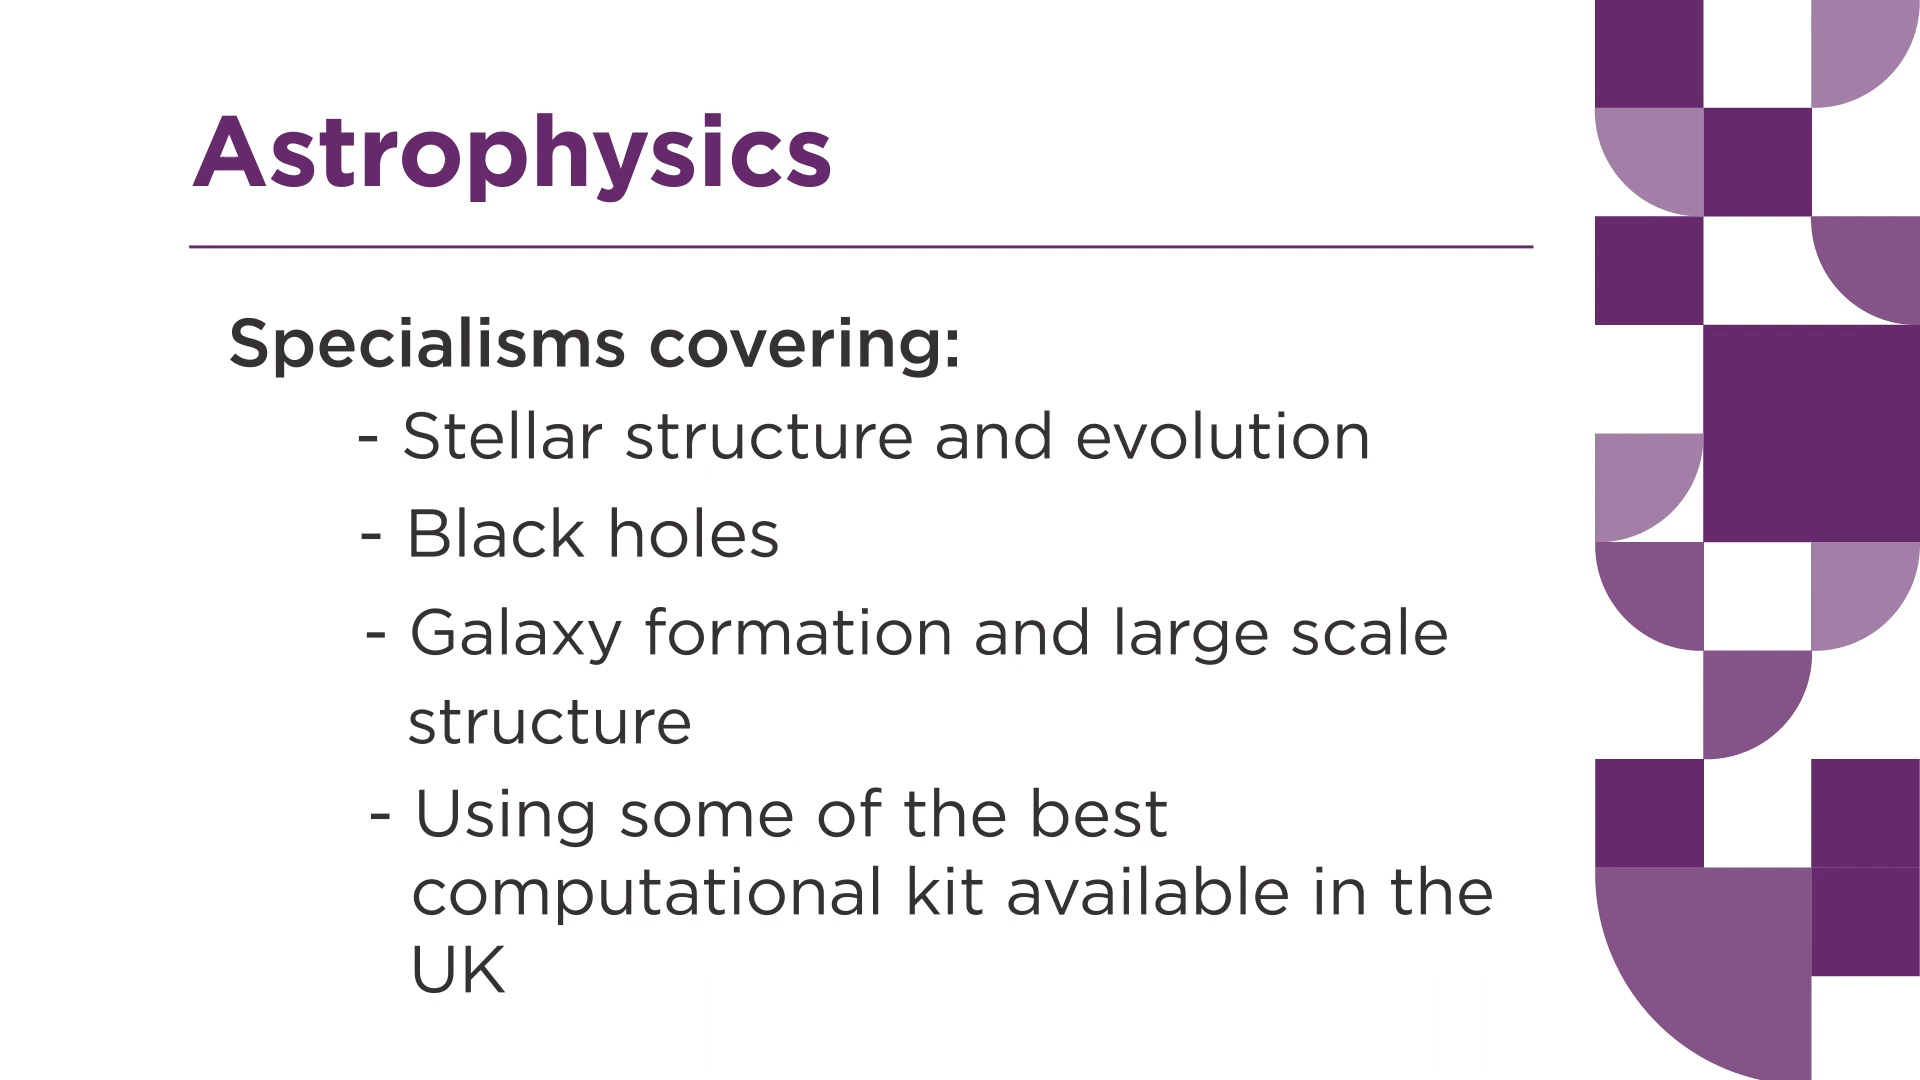 Astrophysics
Specialisms covering:
- Stellar structure and evolution
- Black holes
- Galaxy formation and large scale
structure
- Using some of the best
computational kit available in the
UK